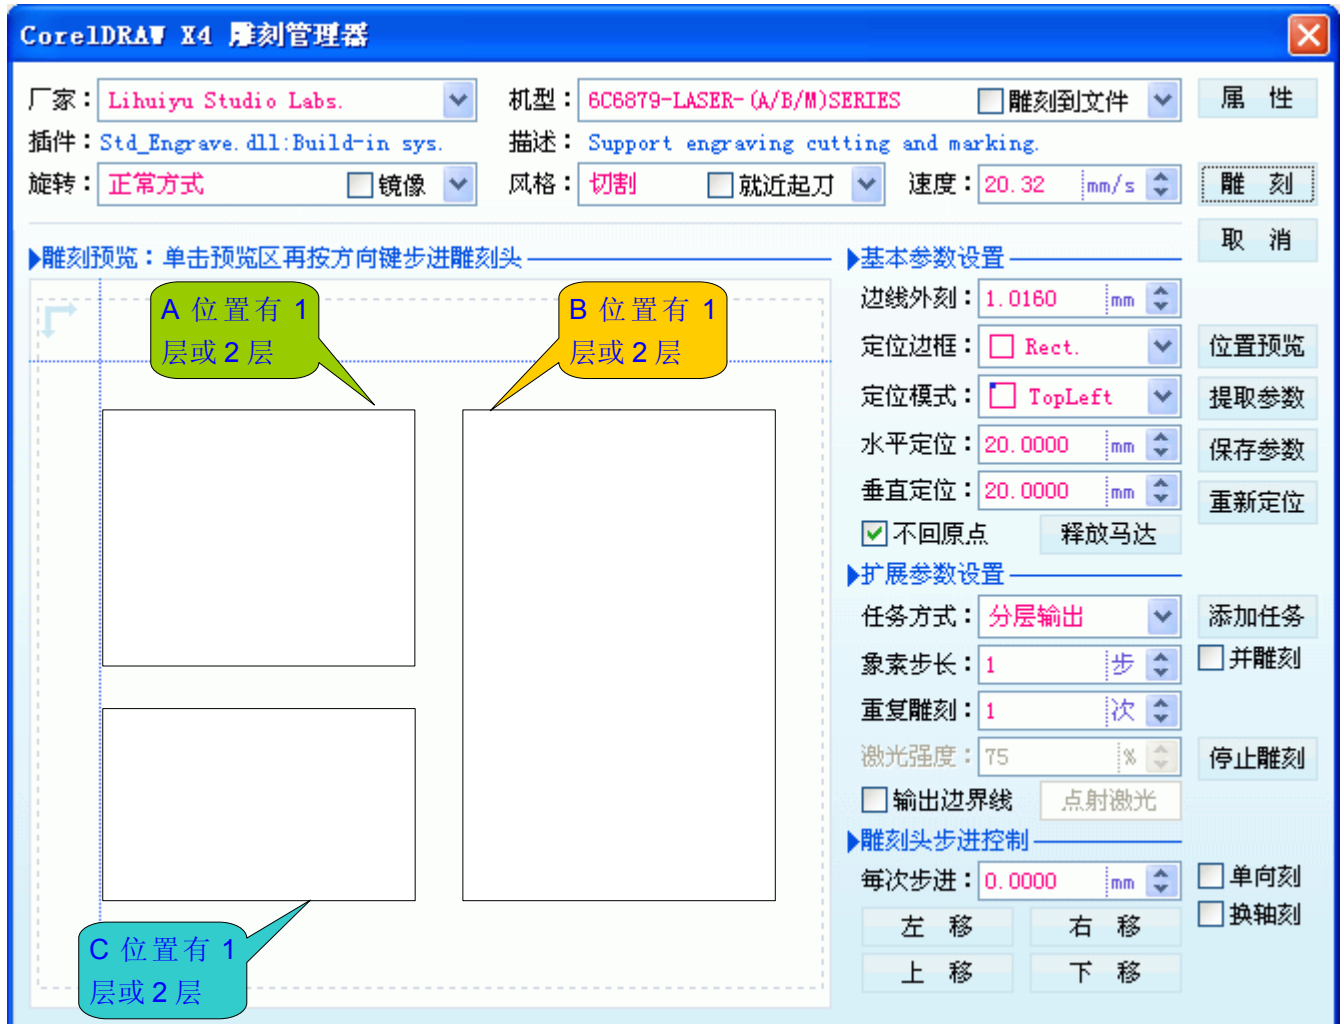 CorelDRAW X4 雕刻管理器
厂家：Lihuiyu Studio Labs. 机型：6C6879-LASER-(A/B/M)SERIES 雕刻到文件 属 性
插件：Std_Engrave.dll:Build-in sys. 描述：Support engraving cutting and marking.
旋转：正常方式 镜像 风格：切割 就近起刀 速度：20.32 mm/s 雕 刻
取 消
雕刻预览：单击预览区再按方向键步进雕刻头
A 位置有 1
层或 2 层
B 位置有 1
层或 2 层
C 位置有 1
层或 2 层
基本参数设置
边线外刻：1.0160 mm
定位边框：Rect. 位置预览
定位模式：TopLeft 提取参数
水平定位：20.0000 mm 保存参数
垂直定位：20.0000 mm 重新定位
不回原点 释放马达
扩展参数设置
任务方式：分层输出 添加任务
象素步长：1 步 并雕刻
重复雕刻：1 次
激光强度：75 % 停止雕刻
输出边界线 点射激光
雕刻头步进控制
每次步进：0.0000 mm 单向刻
左 移 右 移 换轴刻
上 移 下 移